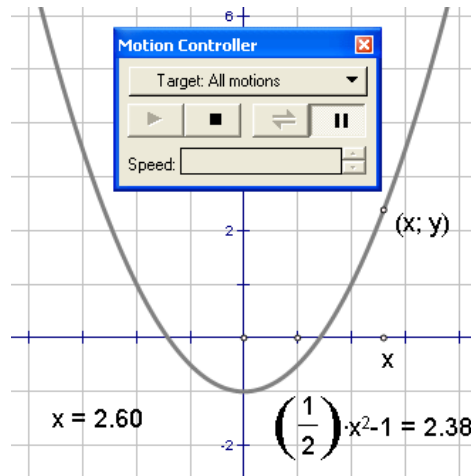 6
Motion Controller
Target: All motions
Speed:
2
(x; y)
x
x = 2.60
(1/2)·x²-1 = 2.38
-2